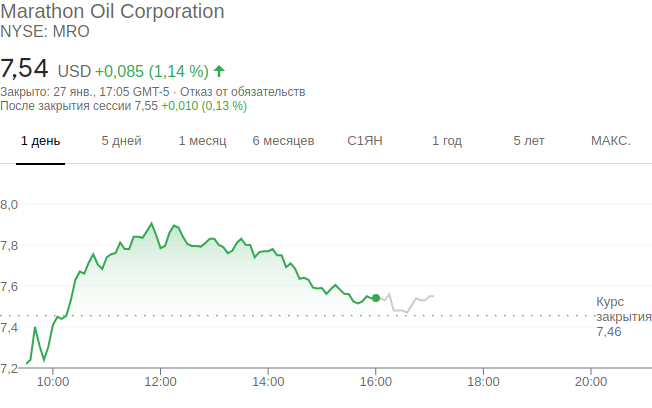 Marathon Oil Corporation
NYSE: MRO
7,54 USD +0,085 (1,14 %)
Закрыто: 27 янв., 17:05 GMT-5 · Отказ от обязательств
После закрытия сессии 7,55 +0,010 (0,13 %)
1 день 5 дней 1 месяц 6 месяцев С1ЯН 1 год 5 лет МАКС.
8,0
7,8
7,6
7,4
7,2
Курс
закрытия
7,46
10:00 12:00 14:00 16:00 18:00 20:00